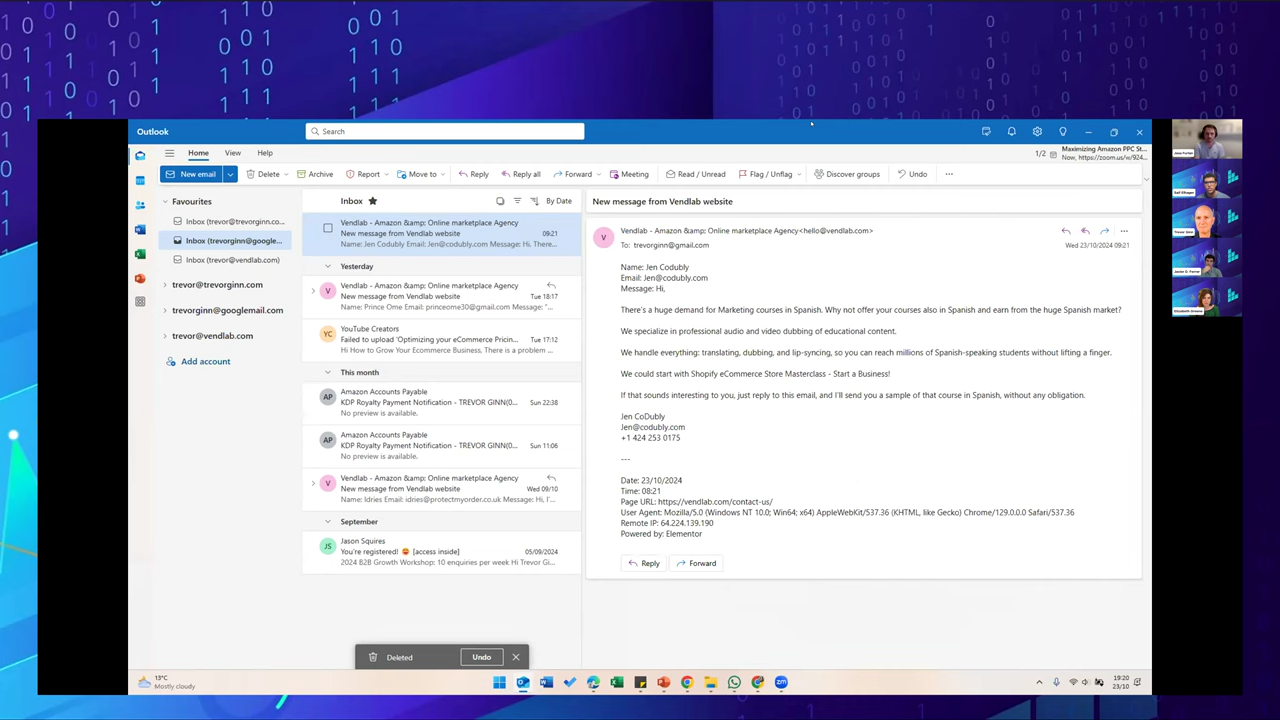 Outlook
Search
Home View Help
1/2 Maximizing Amazon PPC St...
Now, https://zoom.us/w/924...
New email Delete Archive Report Move to Reply Reply all Forward Meeting Read / Unread Flag / Unflag Discover groups Undo
Favourites
Inbox (trevor@trevorginn.co...
Inbox (trevorginn@google...
Inbox (trevor@vendlab.com)
trevor@trevorginn.com
trevorginn@googlemail.com
trevor@vendlab.com
Add account
Inbox By Date
Vendlab - Amazon &amp; Online marketplace Agency
New message from Vendlab website 09:21
Name: Jen Codubly Email: Jen@codubly.com Message: Hi, There...
Yesterday
V
Vendlab - Amazon &amp; Online marketplace Agency
New message from Vendlab website Tue 18:17
Name: Prince Ome Email: princeome30@gmail.com Message: "...
YC
YouTube Creators
Failed to upload 'Optimizing your eCommerce Pricin... Tue 17:12
Hi How to Grow Your Ecommerce Business, There is a problem ...
This month
AP
Amazon Accounts Payable
KDP Royalty Payment Notification - TREVOR GINN(0... Sun 22:38
No preview is available.
AP
Amazon Accounts Payable
KDP Royalty Payment Notification - TREVOR GINN(0... Sun 11:06
No preview is available.
V
Vendlab - Amazon &amp; Online marketplace Agency
New message from Vendlab website Wed 09/10
Name: Idries Email: idries@protectmyorder.co.uk Message: Hi, I'...
September
JS
Jason Squires
You're registered! [access inside] 05/09/2024
2024 B2B Growth Workshop: 10 enquiries per week Hi Trevor Gi...
New message from Vendlab website
V
Vendlab - Amazon &amp; Online marketplace Agency<hello@vendlab.com>
To: trevorginn@gmail.com
Wed 23/10/2024 09:21
Name: Jen Codubly
Email: Jen@codubly.com
Message: Hi,
There's a huge demand for Marketing courses in Spanish. Why not offer your courses also in Spanish and earn from the huge Spanish market?
We specialize in professional audio and video dubbing of educational content.
We handle everything: translating, dubbing, and lip-syncing, so you can reach millions of Spanish-speaking students without lifting a finger.
We could start with Shopify eCommerce Store Masterclass - Start a Business!
If that sounds interesting to you, just reply to this email, and I'll send you a sample of that course in Spanish, without any obligation.
Jen CoDubly
Jen@codubly.com
+1 424 253 0175
---
Date: 23/10/2024
Time: 08:21
Page URL: https://vendlab.com/contact-us/
User Agent: Mozilla/5.0 (Windows NT 10.0; Win64; x64) AppleWebKit/537.36 (KHTML, like Gecko) Chrome/129.0.0.0 Safari/537.36
Remote IP: 64.224.139.190
Powered by: Elementor
Reply Forward
Deleted Undo
13°C
Mostly cloudy
19:20
23/10
Elizabeth Greene